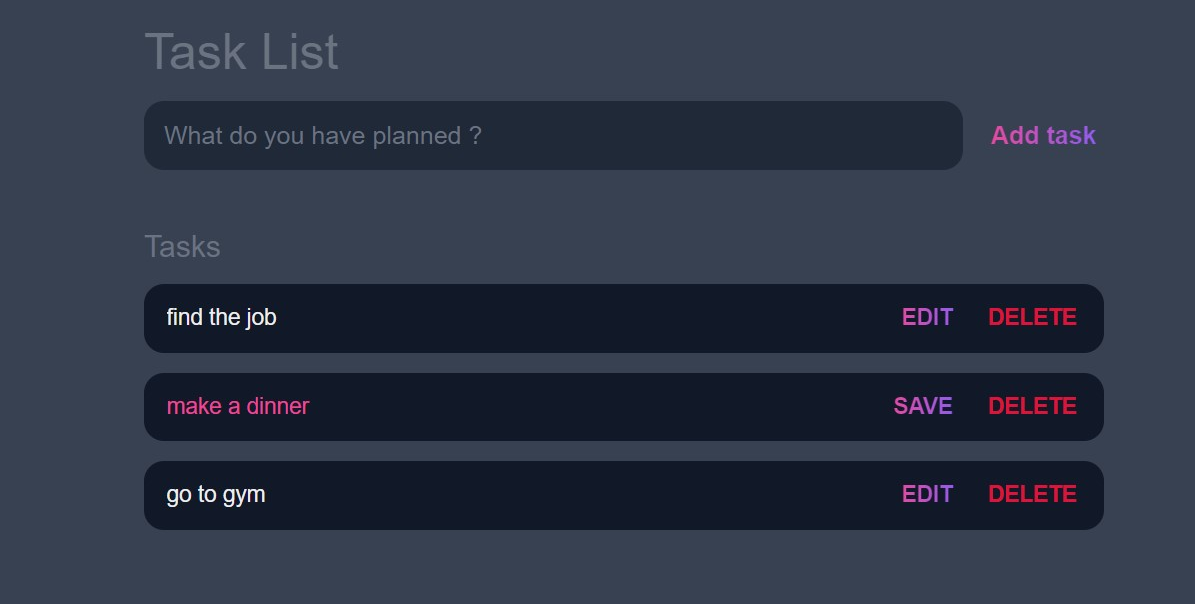 Task List
What do you have planned ?
Add task
Tasks
find the job EDIT DELETE
make a dinner SAVE DELETE
go to gym EDIT DELETE